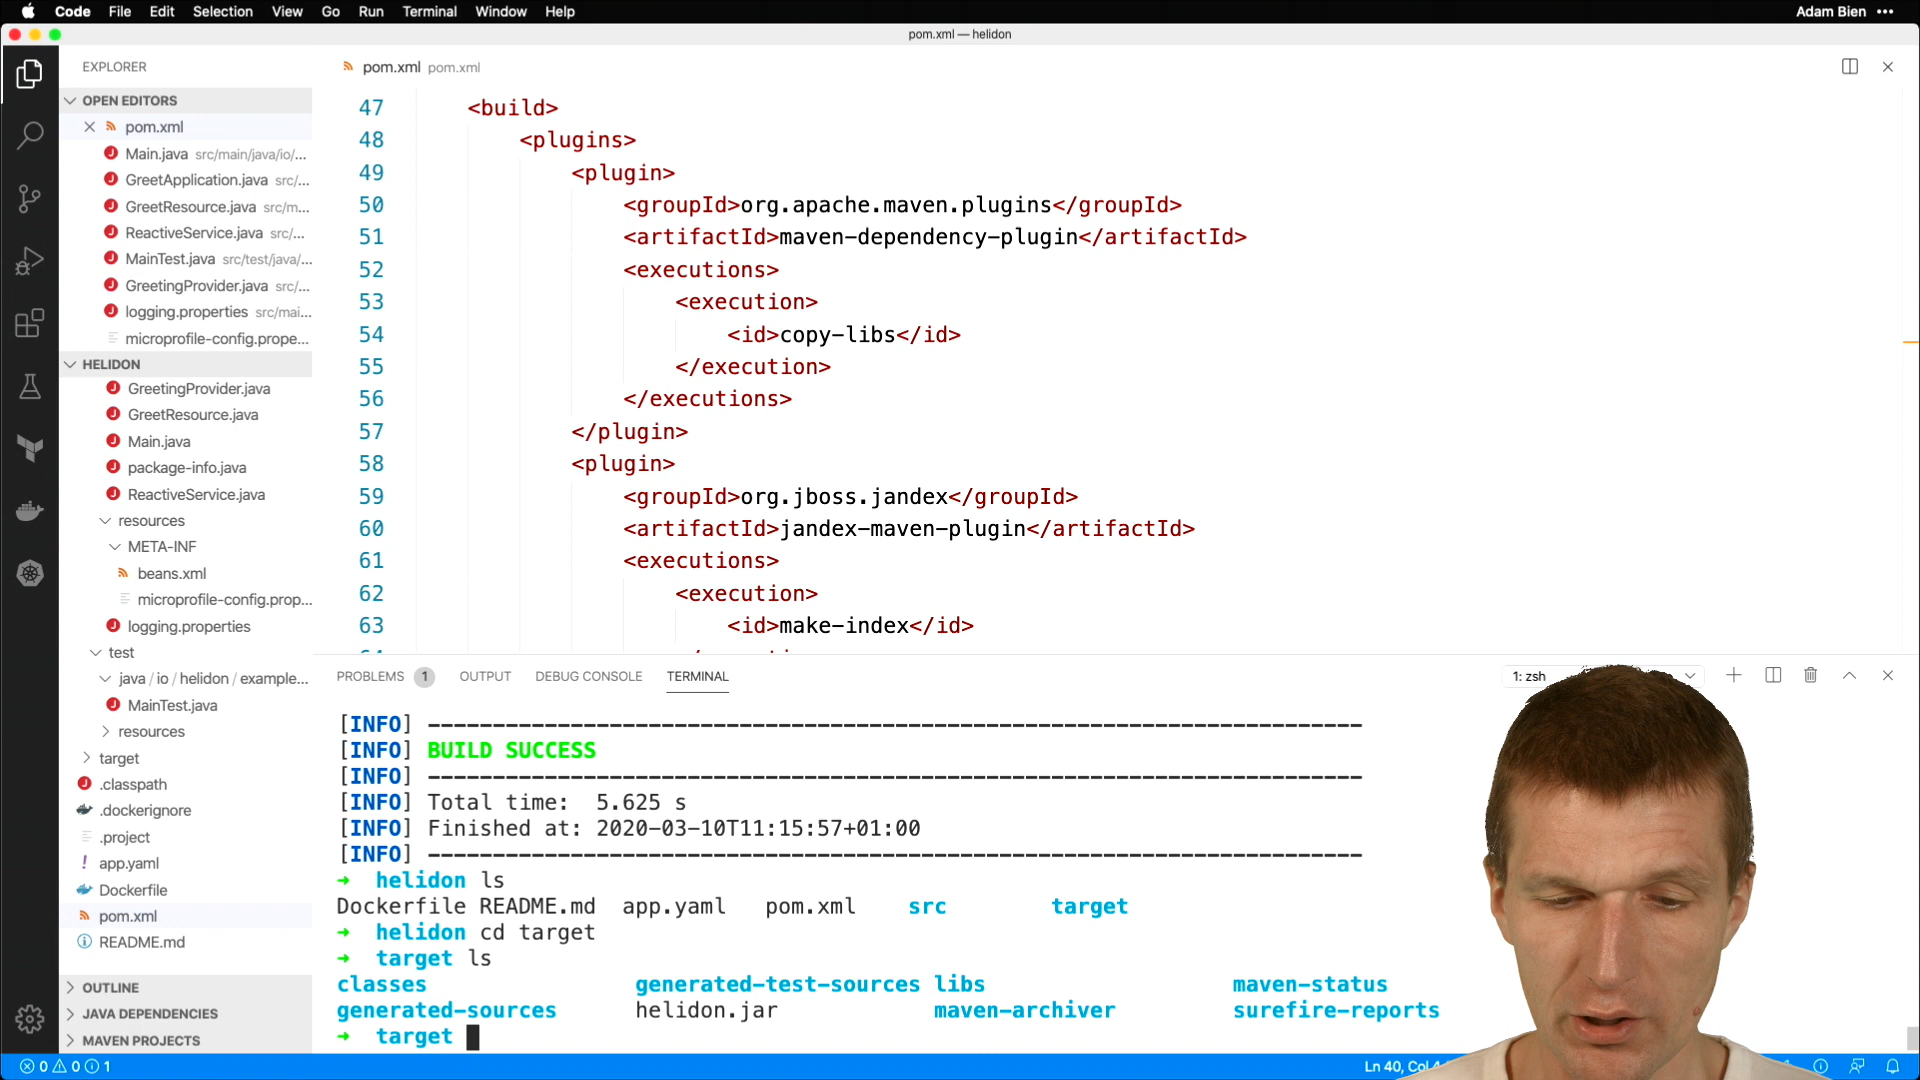 Code File Edit Selection View Go Run Terminal Window Help Adam Bien •••
pom.xml — helidon
EXPLORER
OPEN EDITORS
pom.xml
Main.java src/main/java/io/...
GreetApplication.java src/...
GreetResource.java src/m...
ReactiveService.java src/...
MainTest.java src/test/java/...
GreetingProvider.java src/...
logging.properties src/mai...
microprofile-config.prope...
HELIDON
GreetingProvider.java
GreetResource.java
Main.java
package-info.java
ReactiveService.java
resources
META-INF
beans.xml
microprofile-config.prop...
logging.properties
test
java / io / helidon / example...
MainTest.java
resources
target
.classpath
.dockerignore
.project
app.yaml
Dockerfile
pom.xml
README.md
OUTLINE
JAVA DEPENDENCIES
MAVEN PROJECTS
pom.xml pom.xml
47 <build>
48 <plugins>
49 <plugin>
50 <groupId>org.apache.maven.plugins</groupId>
51 <artifactId>maven-dependency-plugin</artifactId>
52 <executions>
53 <execution>
54 <id>copy-libs</id>
55 </execution>
56 </executions>
57 </plugin>
58 <plugin>
59 <groupId>org.jboss.jandex</groupId>
60 <artifactId>jandex-maven-plugin</artifactId>
61 <executions>
62 <execution>
63 <id>make-index</id>
PROBLEMS 1 OUTPUT DEBUG CONSOLE TERMINAL 1: zsh
[INFO] ------------------------------------------------------------------------
[INFO] BUILD SUCCESS
[INFO] ------------------------------------------------------------------------
[INFO] Total time: 5.625 s
[INFO] Finished at: 2020-03-10T11:15:57+01:00
[INFO] ------------------------------------------------------------------------
→ helidon ls
Dockerfile README.md app.yaml pom.xml src target
→ helidon cd target
→ target ls
classes generated-test-sources libs maven-status
generated-sources helidon.jar maven-archiver surefire-reports
→ target
0 0 1 Ln 40,